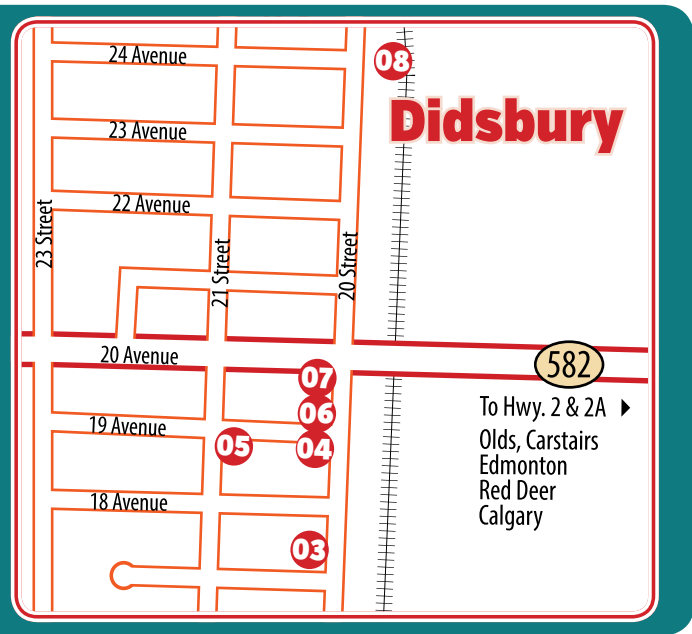 24 Avenue
08
Didsbury
23 Avenue
22 Avenue
23 Street
21 Street
20 Street
20 Avenue
582
07
To Hwy. 2 & 2A
06
19 Avenue
05
04
Olds, Carstairs
Edmonton
Red Deer
Calgary
18 Avenue
03